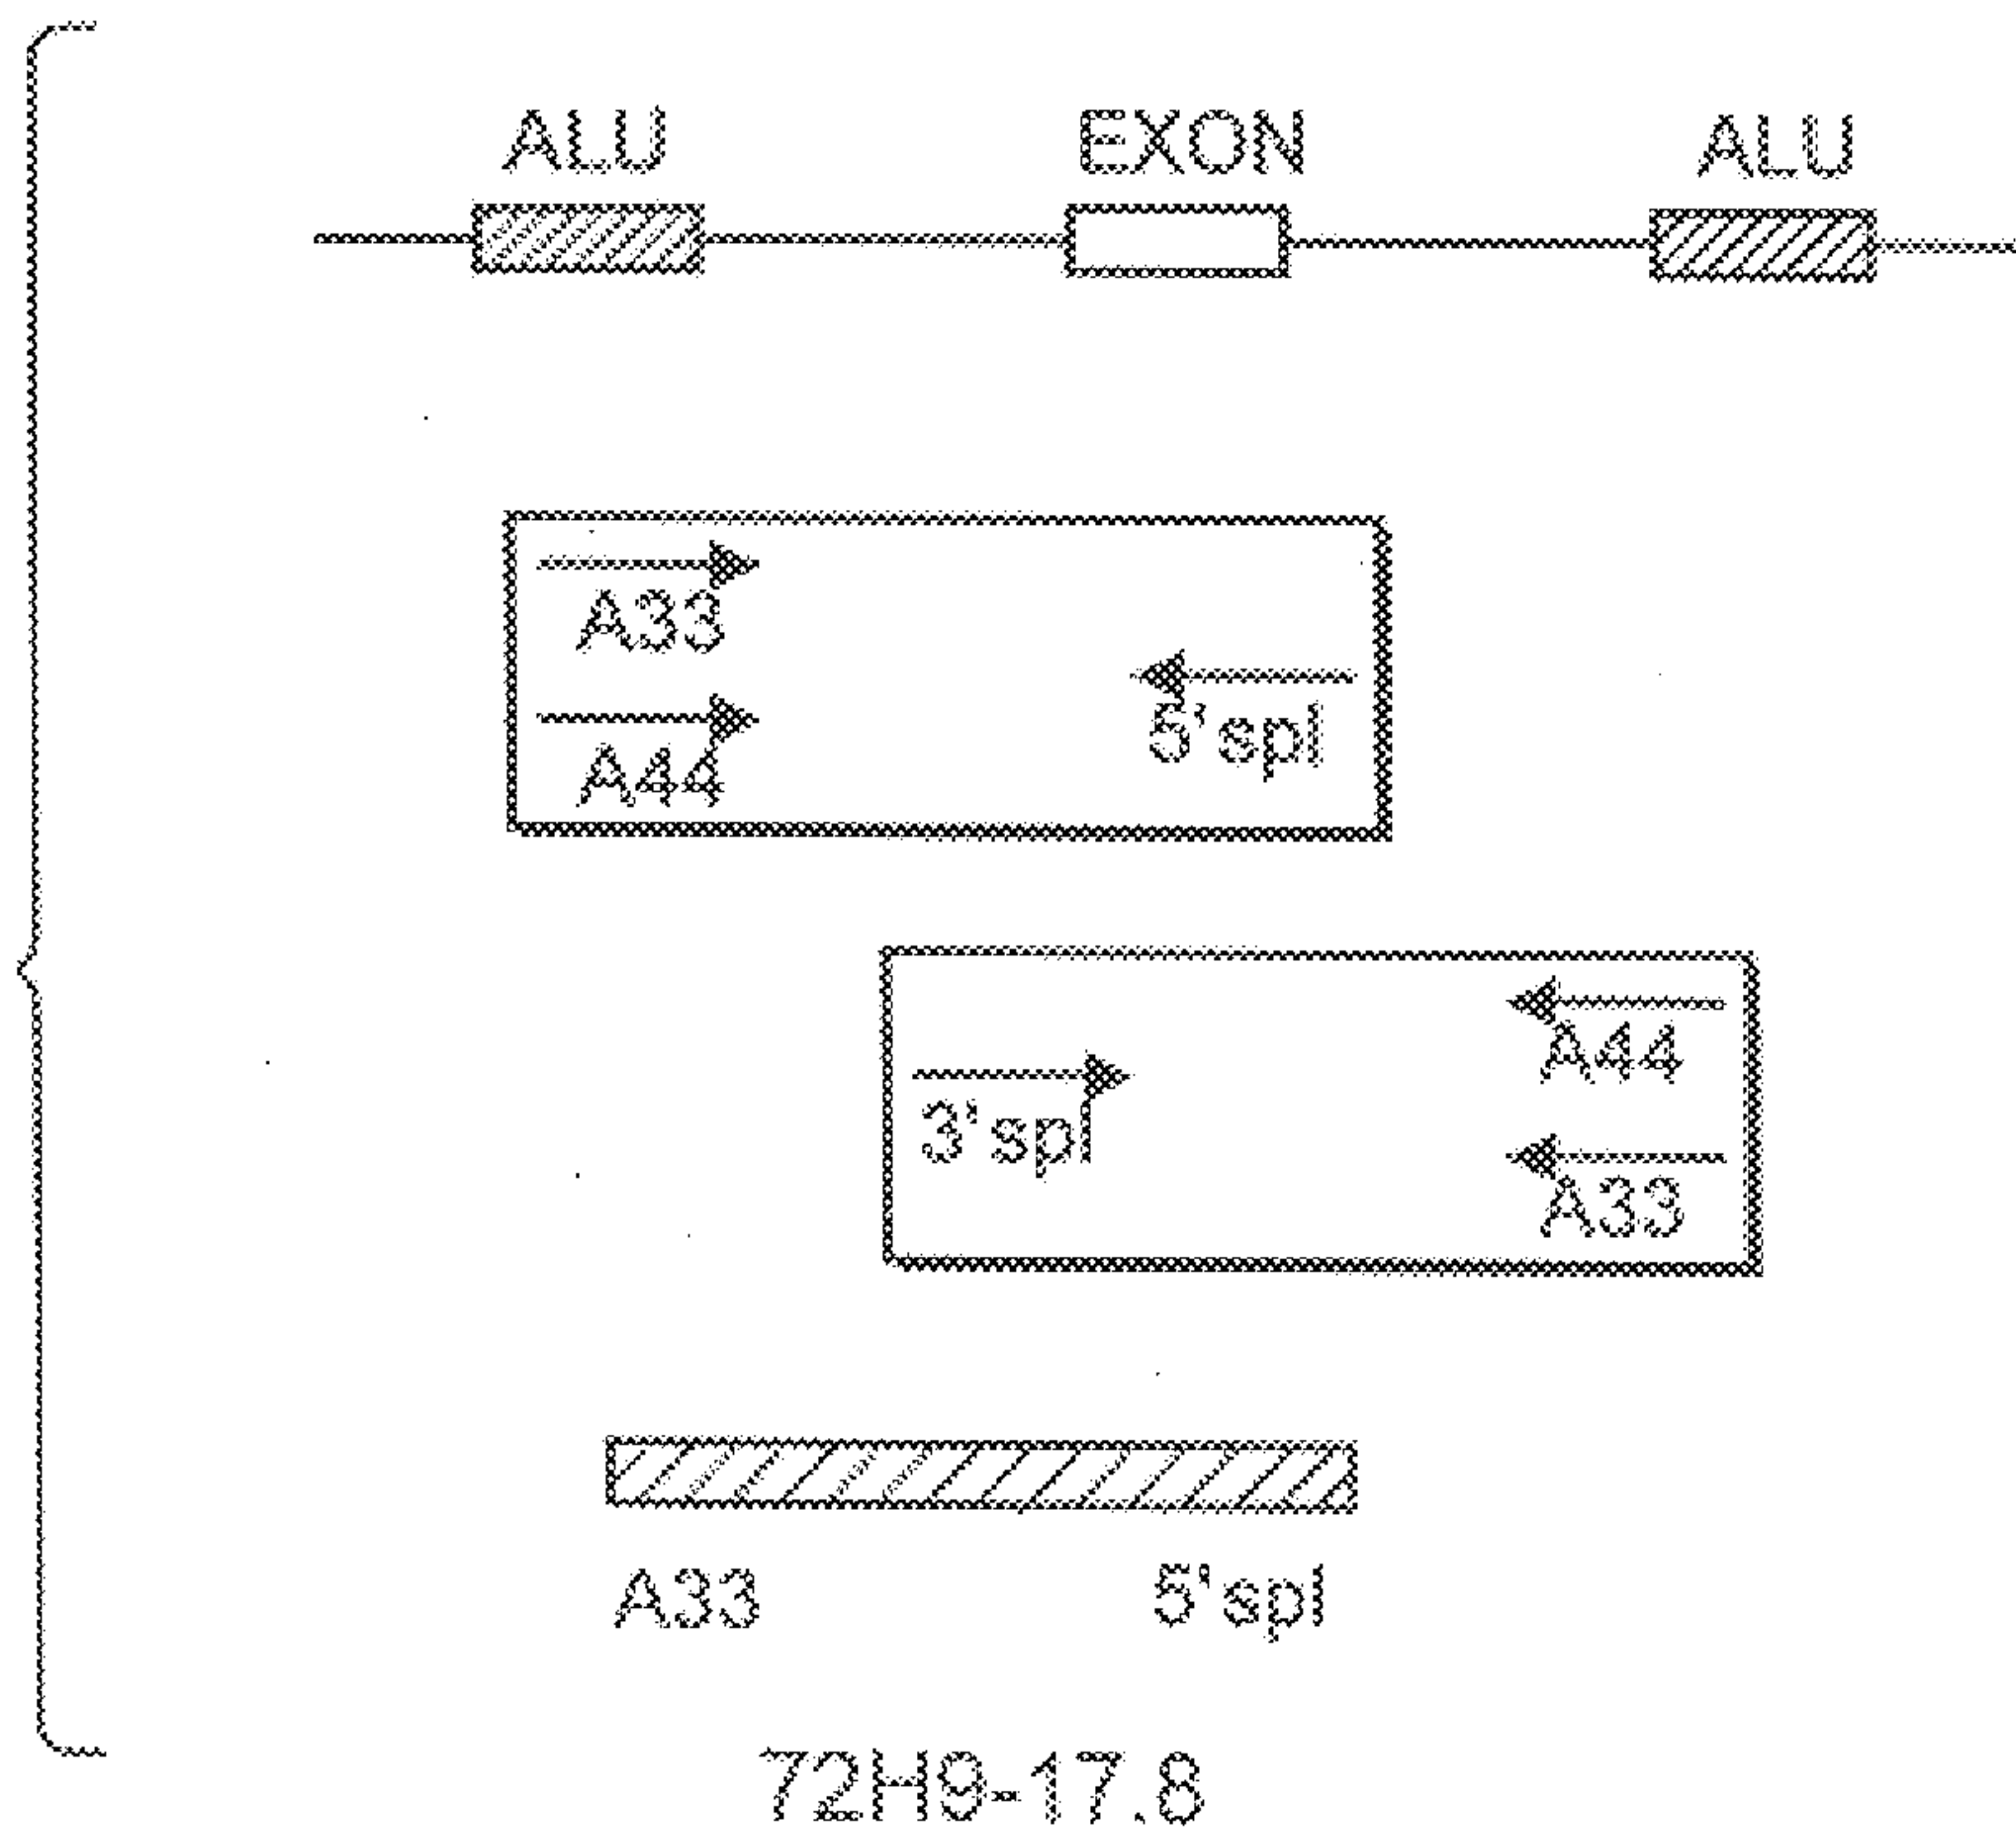 ALU EXON ALU
A33
5'spl
A44
A44
3'spl
A33
A33 5'spl
72H9-17.8